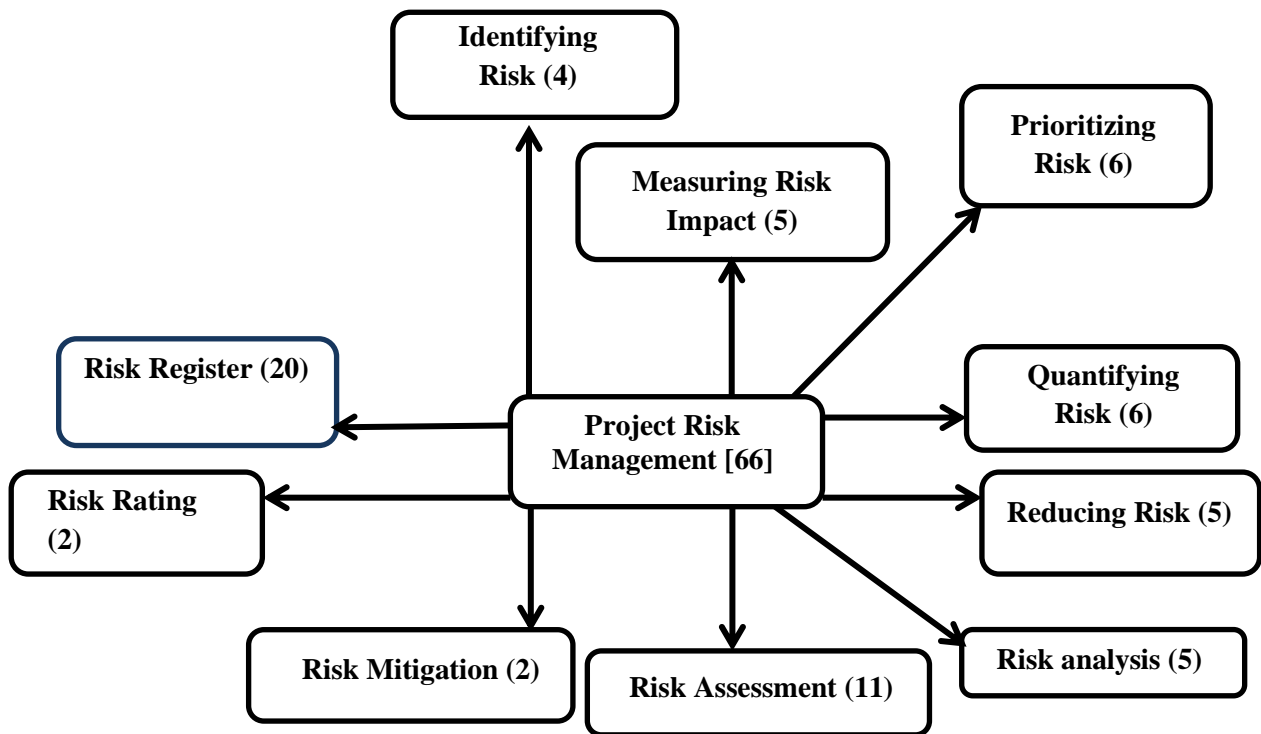 Identifying
Risk (4)
Prioritizing
Risk (6)
Measuring Risk
Impact (5)
Risk Register (20)
Quantifying
Risk (6)
Project Risk
Management [66]
Risk Rating
(2)
Reducing Risk (5)
Risk Mitigation (2)
Risk Assessment (11)
Risk analysis (5)